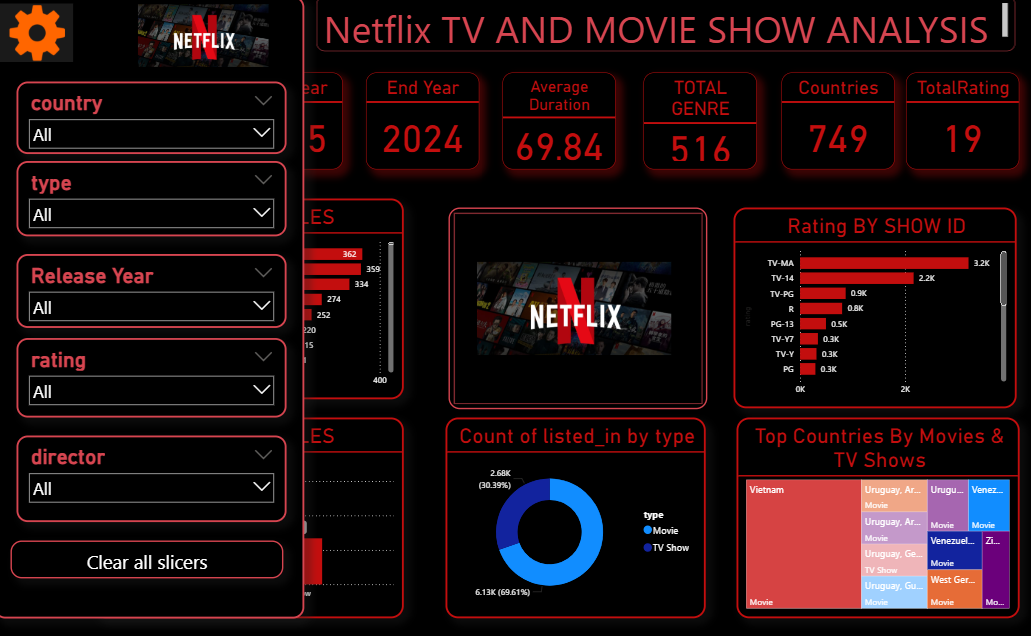 NETFLIX
Netflix TV AND MOVIE SHOW ANALYSIS
country
All
type
All
Release Year
All
rating
All
director
All
Clear all slicers
ear
5
End Year
2024
Average
Duration
69.84
TOTAL
GENRE
516
Countries
749
TotalRating
19
LES
362
359
334
274
252
220
15
400
NETFLIX
Rating BY SHOW ID
TV-MA
3.2K
TV-14
2.2K
TV-PG
0.9K
R
0.8K
PG-13
0.5K
TV-Y7
0.3K
TV-Y
0.3K
PG
0.3K
0K
2K
LES
Count of listed_in by type
2.68K
(30.39%)
6.13K (69.61%)
type
Movie
TV Show
Top Countries By Movies &
TV Shows
Vietnam
Movie
Uruguay, Ar...
Movie
Uruguay, Ar...
Movie
Uruguay, Ge...
TV Show
Uruguay, Gu...
Movie
Urugu...
Movie
Venez...
Movie
Venezuel...
Movie
West Ger...
Movie
Zi...
Mo...